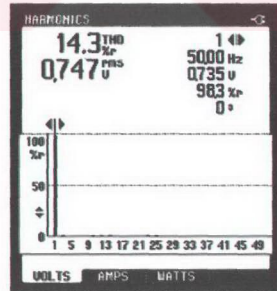 HARMONICS
14.3 THD %r
0,747 rms U
1
50.00 Hz
0.735 U
98.3 %r
0 °
100
%r
50
0
1 5 9 13 17 21 25 29 33 37 41 45 49
VOLTS AMPS WATTS